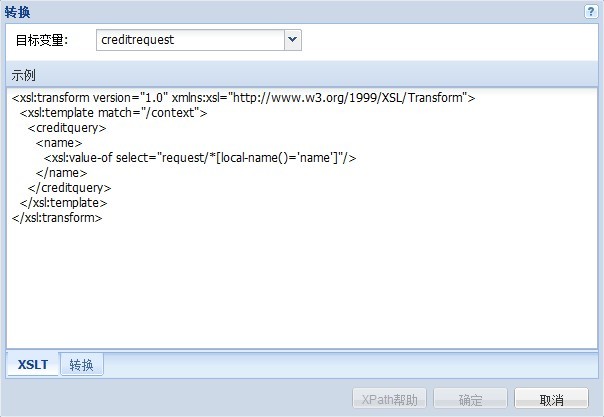 转换
?
目标变量: creditrequest
示例
<xsl:transform version="1.0" xmlns:xsl="http://www.w3.org/1999/XSL/Transform">
<xsl:template match="/context">
<creditquery>
<name>
<xsl:value-of select="request/*[local-name()='name']"/>
</name>
</creditquery>
</xsl:template>
</xsl:transform>
XSLT 转换
XPath帮助 确定 取消